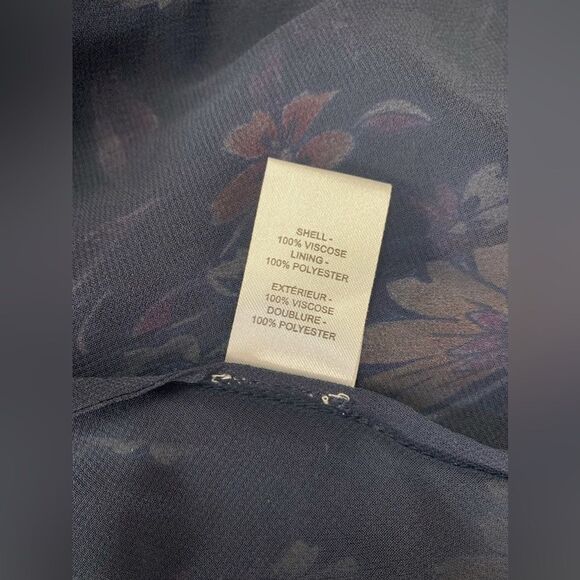 SHELL -
100% VISCOSE
LINING -
100% POLYESTER
EXTÉRIEUR -
100% VISCOSE
DOUBLURE -
100% POLYESTER